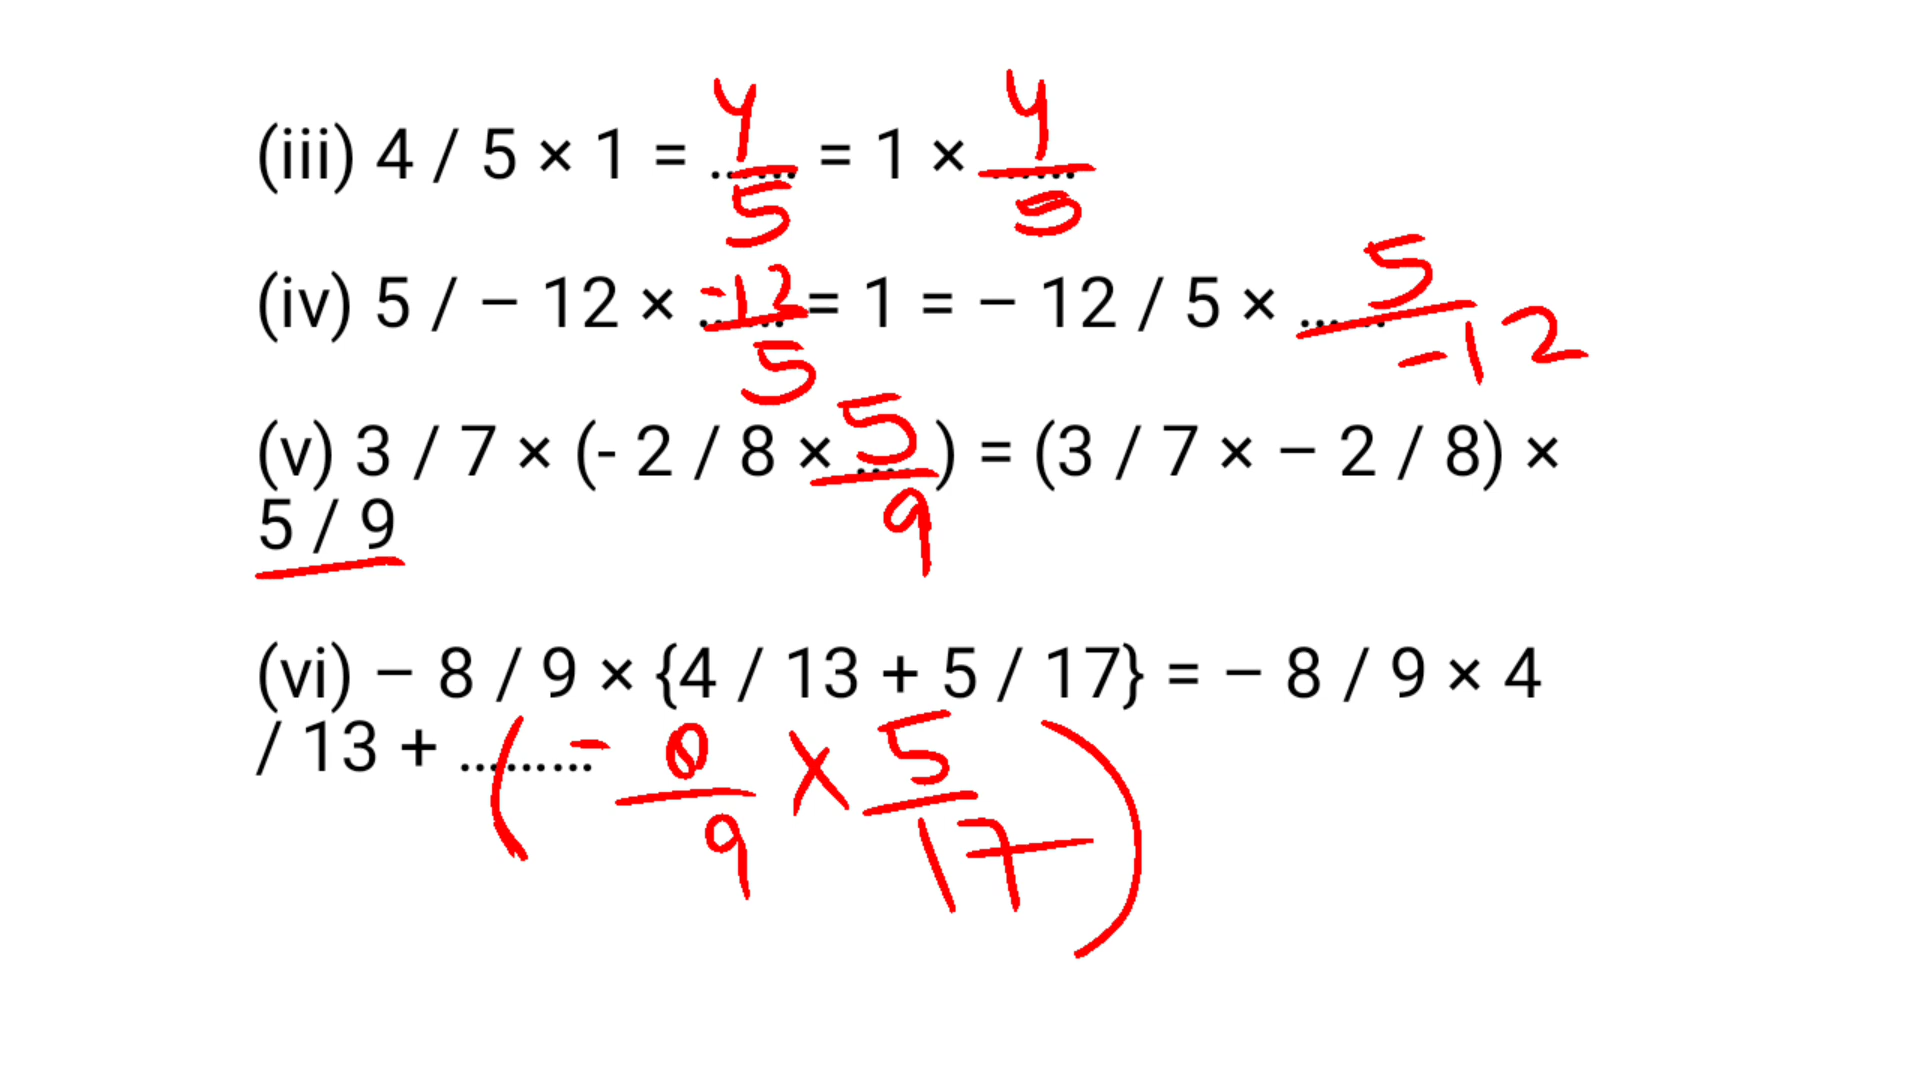 (iii) 4 / 5 × 1 = ...4/5... = 1 × ...4/5...
(iv) 5 / – 12 × ...-12/5... = 1 = – 12 / 5 × ...5/-12
(v) 3 / 7 × (- 2 / 8 × ...5/9) = (3 / 7 × – 2 / 8) ×
5 / 9
(vi) – 8 / 9 × {4 / 13 + 5 / 17} = – 8 / 9 × 4
/ 13 + ......... (- 8/9 × 5/17)